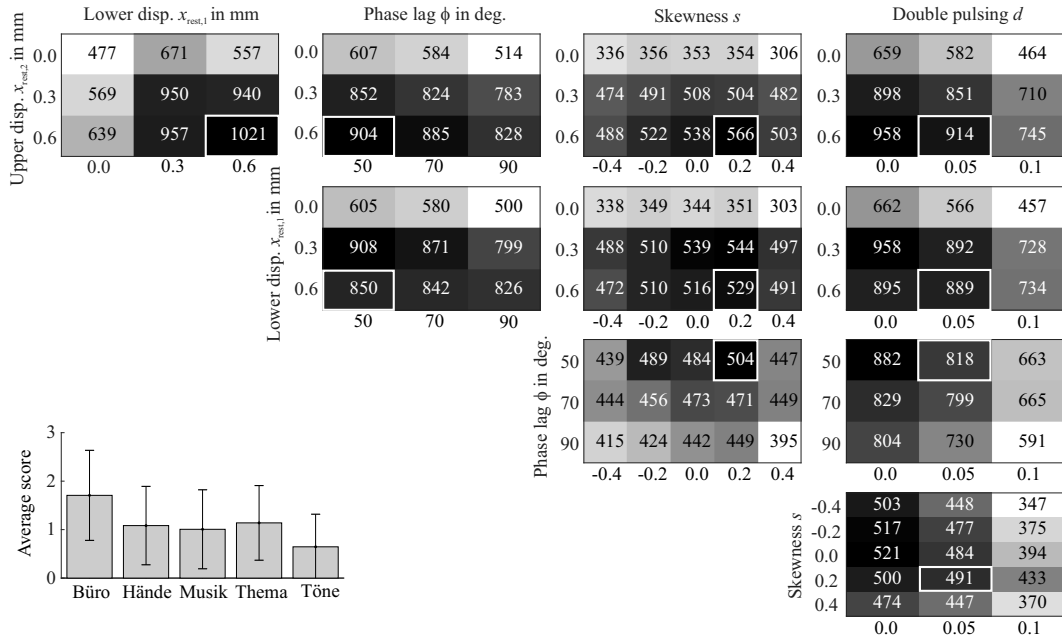 Lower disp. x_rest,1 in mm Phase lag ϕ in deg. Skewness s Double pulsing d
Upper disp. x_rest,2 in mm
0.0 477 671 557 0.0 607 584 514 0.0 336 356 353 354 306 0.0 659 582 464
0.3 569 950 940 0.3 852 824 783 0.3 474 491 508 504 482 0.3 898 851 710
0.6 639 957 1021 0.6 904 885 828 0.6 488 522 538 566 503 0.6 958 914 745
0.0 0.3 0.6 50 70 90 -0.4 -0.2 0.0 0.2 0.4 0.0 0.05 0.1
Lower disp. x_rest,1 in mm
0.0 605 580 500 0.0 338 349 344 351 303 0.0 662 566 457
0.3 908 871 799 0.3 488 510 539 544 497 0.3 958 892 728
0.6 850 842 826 0.6 472 510 516 529 491 0.6 895 889 734
50 70 90 -0.4 -0.2 0.0 0.2 0.4 0.0 0.05 0.1
Phase lag ϕ in deg.
50 439 489 484 504 447 50 882 818 663
70 444 456 473 471 449 70 829 799 665
90 415 424 442 449 395 90 804 730 591
-0.4 -0.2 0.0 0.2 0.4 0.0 0.05 0.1
Skewness s
-0.4 503 448 347
-0.2 517 477 375
0.0 521 484 394
0.2 500 491 433
0.4 474 447 370
0.0 0.05 0.1
Average score
3
2
1
0
Büro Hände Musik Thema Töne